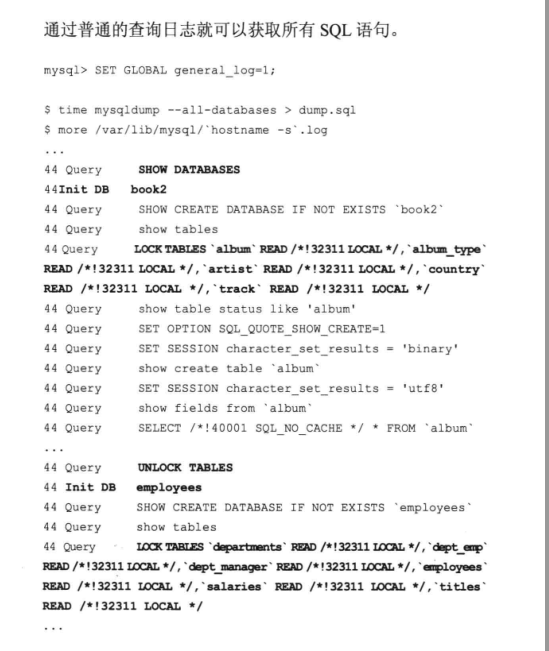 通过普通的查询日志就可以获取所有 SQL 语句。
mysql> SET GLOBAL general_log=1;
$ time mysqldump --all-databases > dump.sql
$ more /var/lib/mysql/`hostname -s`.log
...
44 Query SHOW DATABASES
44Init DB book2
44 Query SHOW CREATE DATABASE IF NOT EXISTS `book2`
44 Query show tables
44 Query LOCK TABLES `album` READ /*!32311 LOCAL */,`album_type`
READ /*!32311 LOCAL */,`artist` READ /*!32311 LOCAL */,`country`
READ /*!32311 LOCAL */,`track` READ /*!32311 LOCAL */
44 Query show table status like 'album'
44 Query SET OPTION SQL_QUOTE_SHOW_CREATE=1
44 Query SET SESSION character_set_results = 'binary'
44 Query show create table `album`
44 Query SET SESSION character_set_results = 'utf8'
44 Query show fields from `album`
44 Query SELECT /*!40001 SQL_NO_CACHE */ * FROM `album`
...
44 Query UNLOCK TABLES
44 Init DB employees
44 Query SHOW CREATE DATABASE IF NOT EXISTS `employees`
44 Query show tables
44 Query LOCK TABLES `departments` READ /*!32311 LOCAL */,`dept_emp`
READ /*!32311 LOCAL */,`dept_manager` READ /*!32311 LOCAL */,`employees`
READ /*!32311 LOCAL */,`salaries` READ /*!32311 LOCAL */,`titles`
READ /*!32311 LOCAL */
...